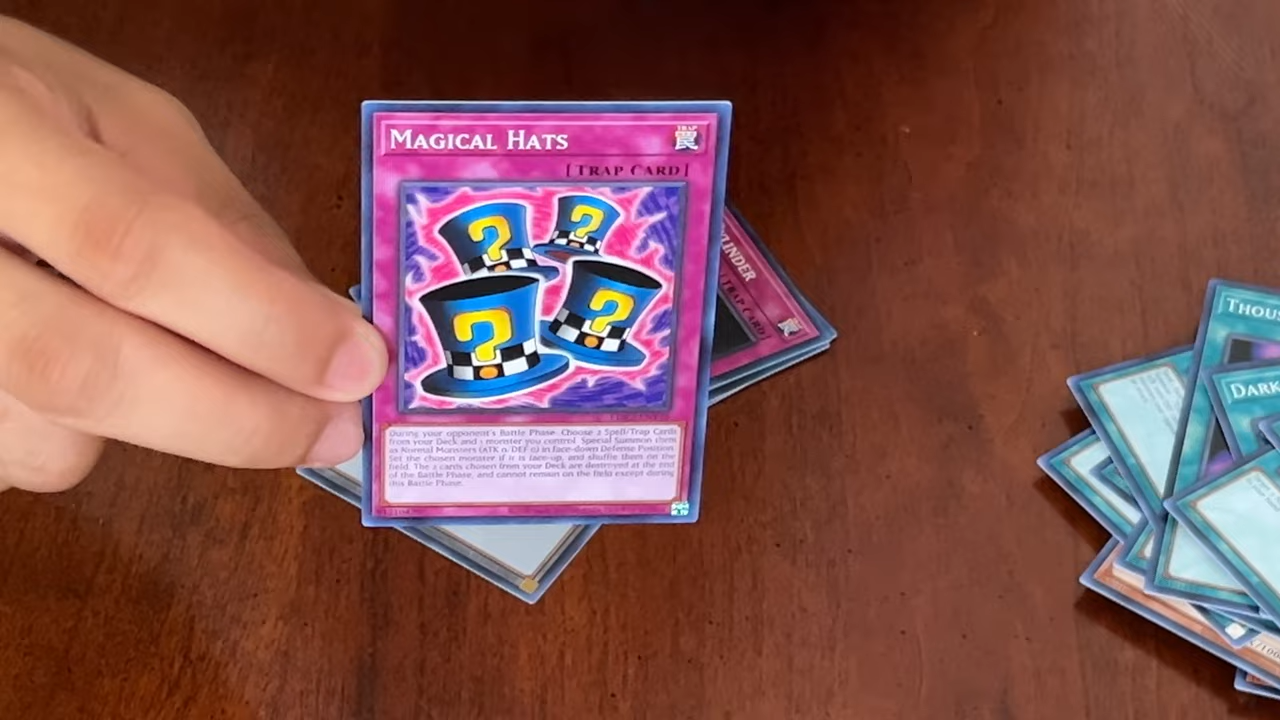 MAGICAL HATS
TRAP
罠
[TRAP CARD]
?
?
?
?
During your opponent's Battle Phase: Choose 2 Spell/Trap Cards
from your Deck and 1 monster you control. Special Summon them
as Normal Monsters (ATK 0/DEF 0) in face-down Defense Position,
Set the chosen monster if it is face-up, and shuffle them on the
field. The 2 cards chosen from your Deck are destroyed at the end
of the Battle Phase, and cannot remain on the field except during
this Battle Phase.
YLINDER
TRAP CARD]
罠
THOUS
DARK